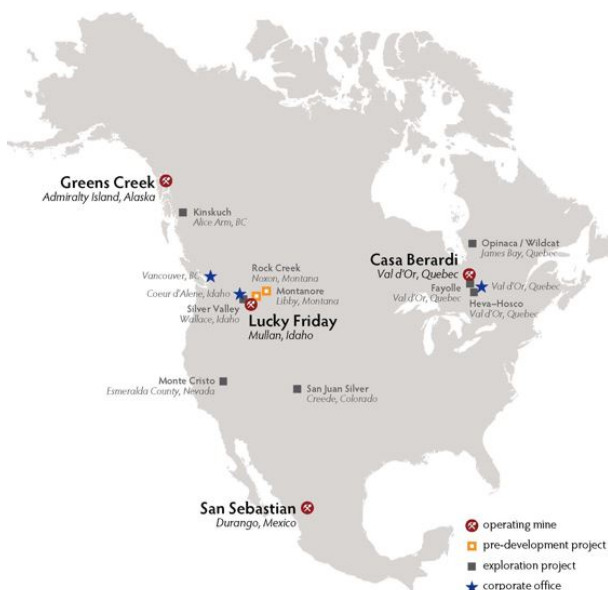 Greens Creek
Admiralty Island, Alaska
Kinskuch
Alice Arm, BC
Opinaca / Wildcat
James Bay, Quebec
Casa Berardi
Val d'Or, Quebec
Fayolle
Val d'Or, Quebec
Val d'Or, Quebec
Heva–Hosco
Val d'Or, Quebec
Vancouver, BC
Rock Creek
Noxon, Montana
Coeur d'Alene, Idaho
Montanore
Libby, Montana
Silver Valley
Wallace, Idaho
Lucky Friday
Mullan, Idaho
Monte Cristo
Esmeralda County, Nevada
San Juan Silver
Creede, Colorado
San Sebastian
Durango, Mexico
operating mine
pre-development project
exploration project
corporate office